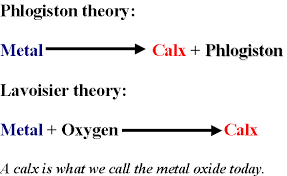 Phlogiston theory:
Metal Calx + Phlogiston
Lavoisier theory:
Metal + Oxygen Calx
A calx is what we call the metal oxide today.